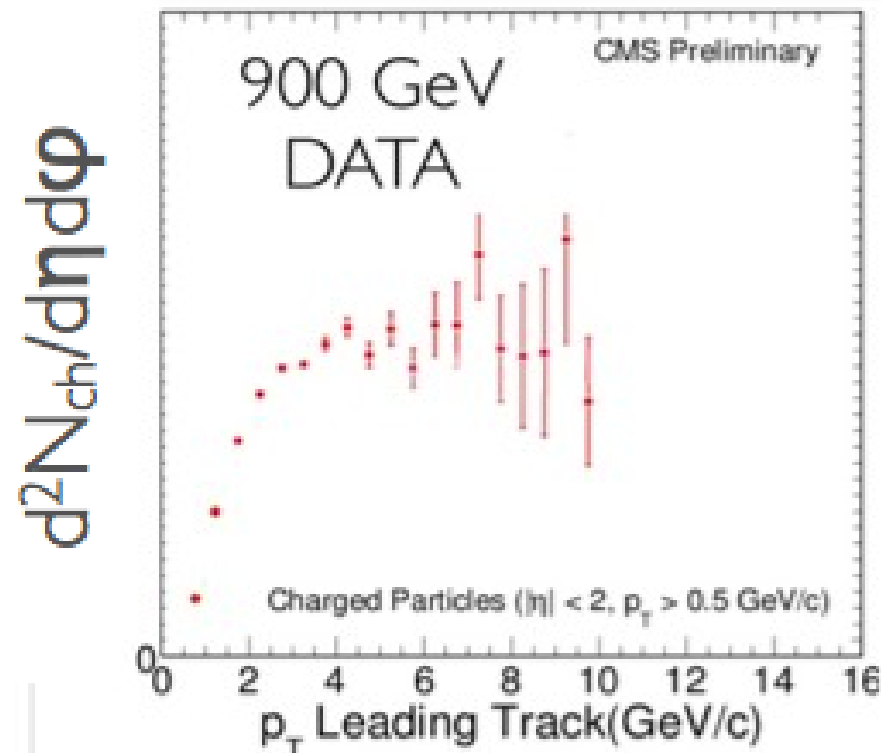 CMS Preliminary
900 GeV
DATA
d²N_ch/dηdφ
Charged Particles (|η| < 2, p_T > 0.5 GeV/c)
0
0 2 4 6 8 10 12 14 16
p_T Leading Track(GeV/c)